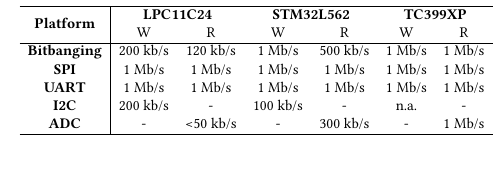 Platform LPC11C24 STM32L562 TC399XP
W R W R W R
Bitbanging 200 kb/s 120 kb/s 1 Mb/s 500 kb/s 1 Mb/s 1 Mb/s
SPI 1 Mb/s 1 Mb/s 1 Mb/s 1 Mb/s 1 Mb/s 1 Mb/s
UART 1 Mb/s 1 Mb/s 1 Mb/s 1 Mb/s 1 Mb/s 1 Mb/s
I2C 200 kb/s - 100 kb/s - n.a. -
ADC - <50 kb/s - 300 kb/s - 1 Mb/s